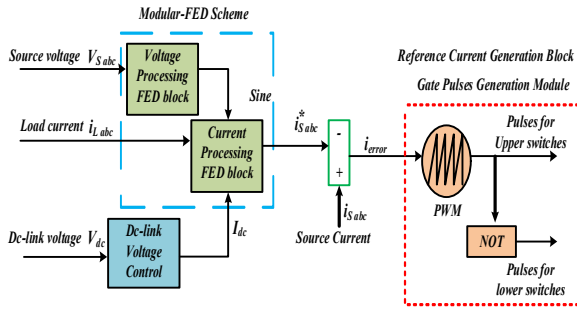 Modular-FED Scheme
Source voltage V_S abc
Voltage
Processing
FED block
Sine
Load current i_L abc
Current
Processing
FED block
i*_S abc
-
+
i_error
i_S abc
Source Current
Dc-link voltage V_dc
Dc-link
Voltage
Control
I_dc
Reference Current Generation Block
Gate Pulses Generation Module
PWM
Pulses for
Upper switches
NOT
Pulses for
lower switches